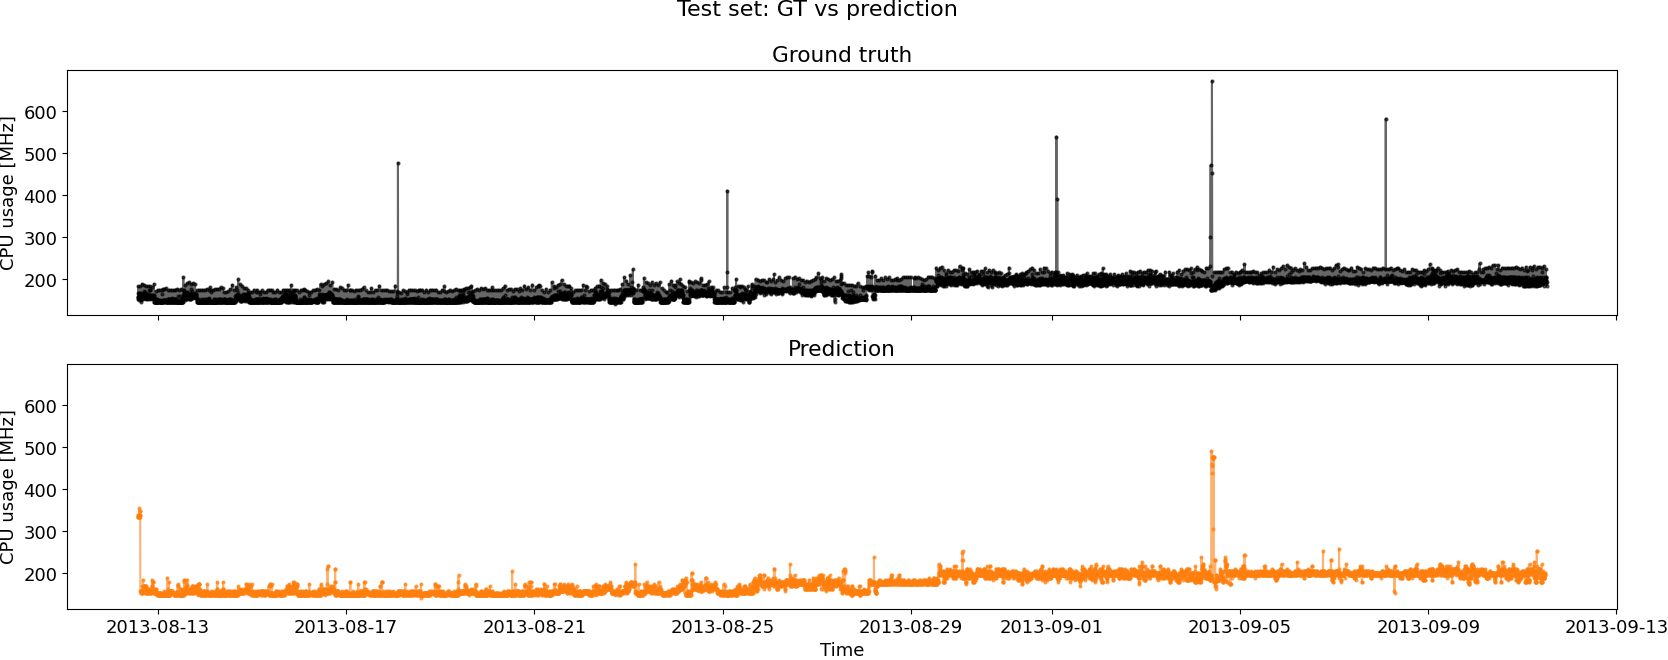 Test set: GT vs prediction
Ground truth
CPU usage [MHz]
600
500
400
300
200
Prediction
CPU usage [MHz]
600
500
400
300
200
2013-08-13 2013-08-17 2013-08-21 2013-08-25 2013-08-29 2013-09-01 2013-09-05 2013-09-09 2013-09-13
Time